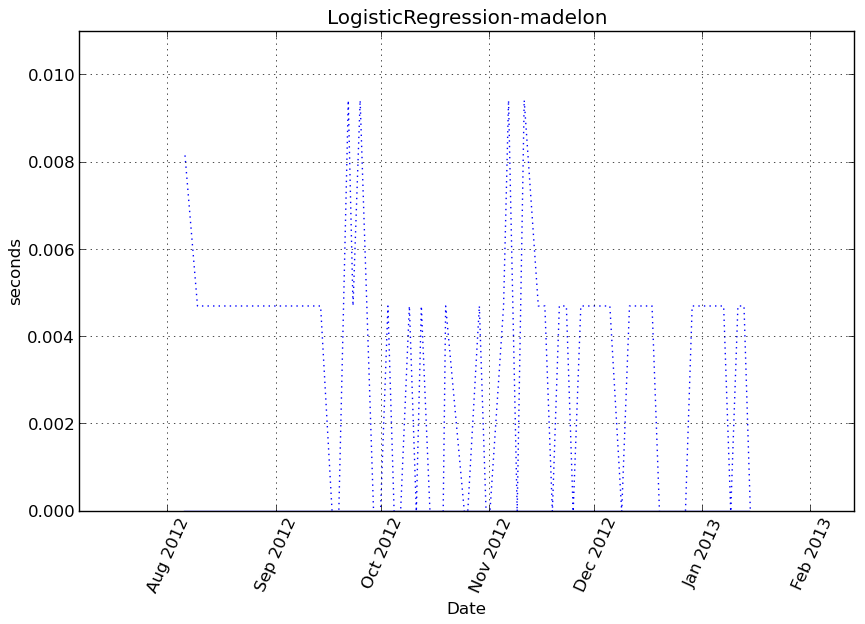 LogisticRegression-madelon
0.010
0.008
0.006
0.004
0.002
0.000
seconds
Aug 2012
Sep 2012
Oct 2012
Nov 2012
Dec 2012
Jan 2013
Feb 2013
Date